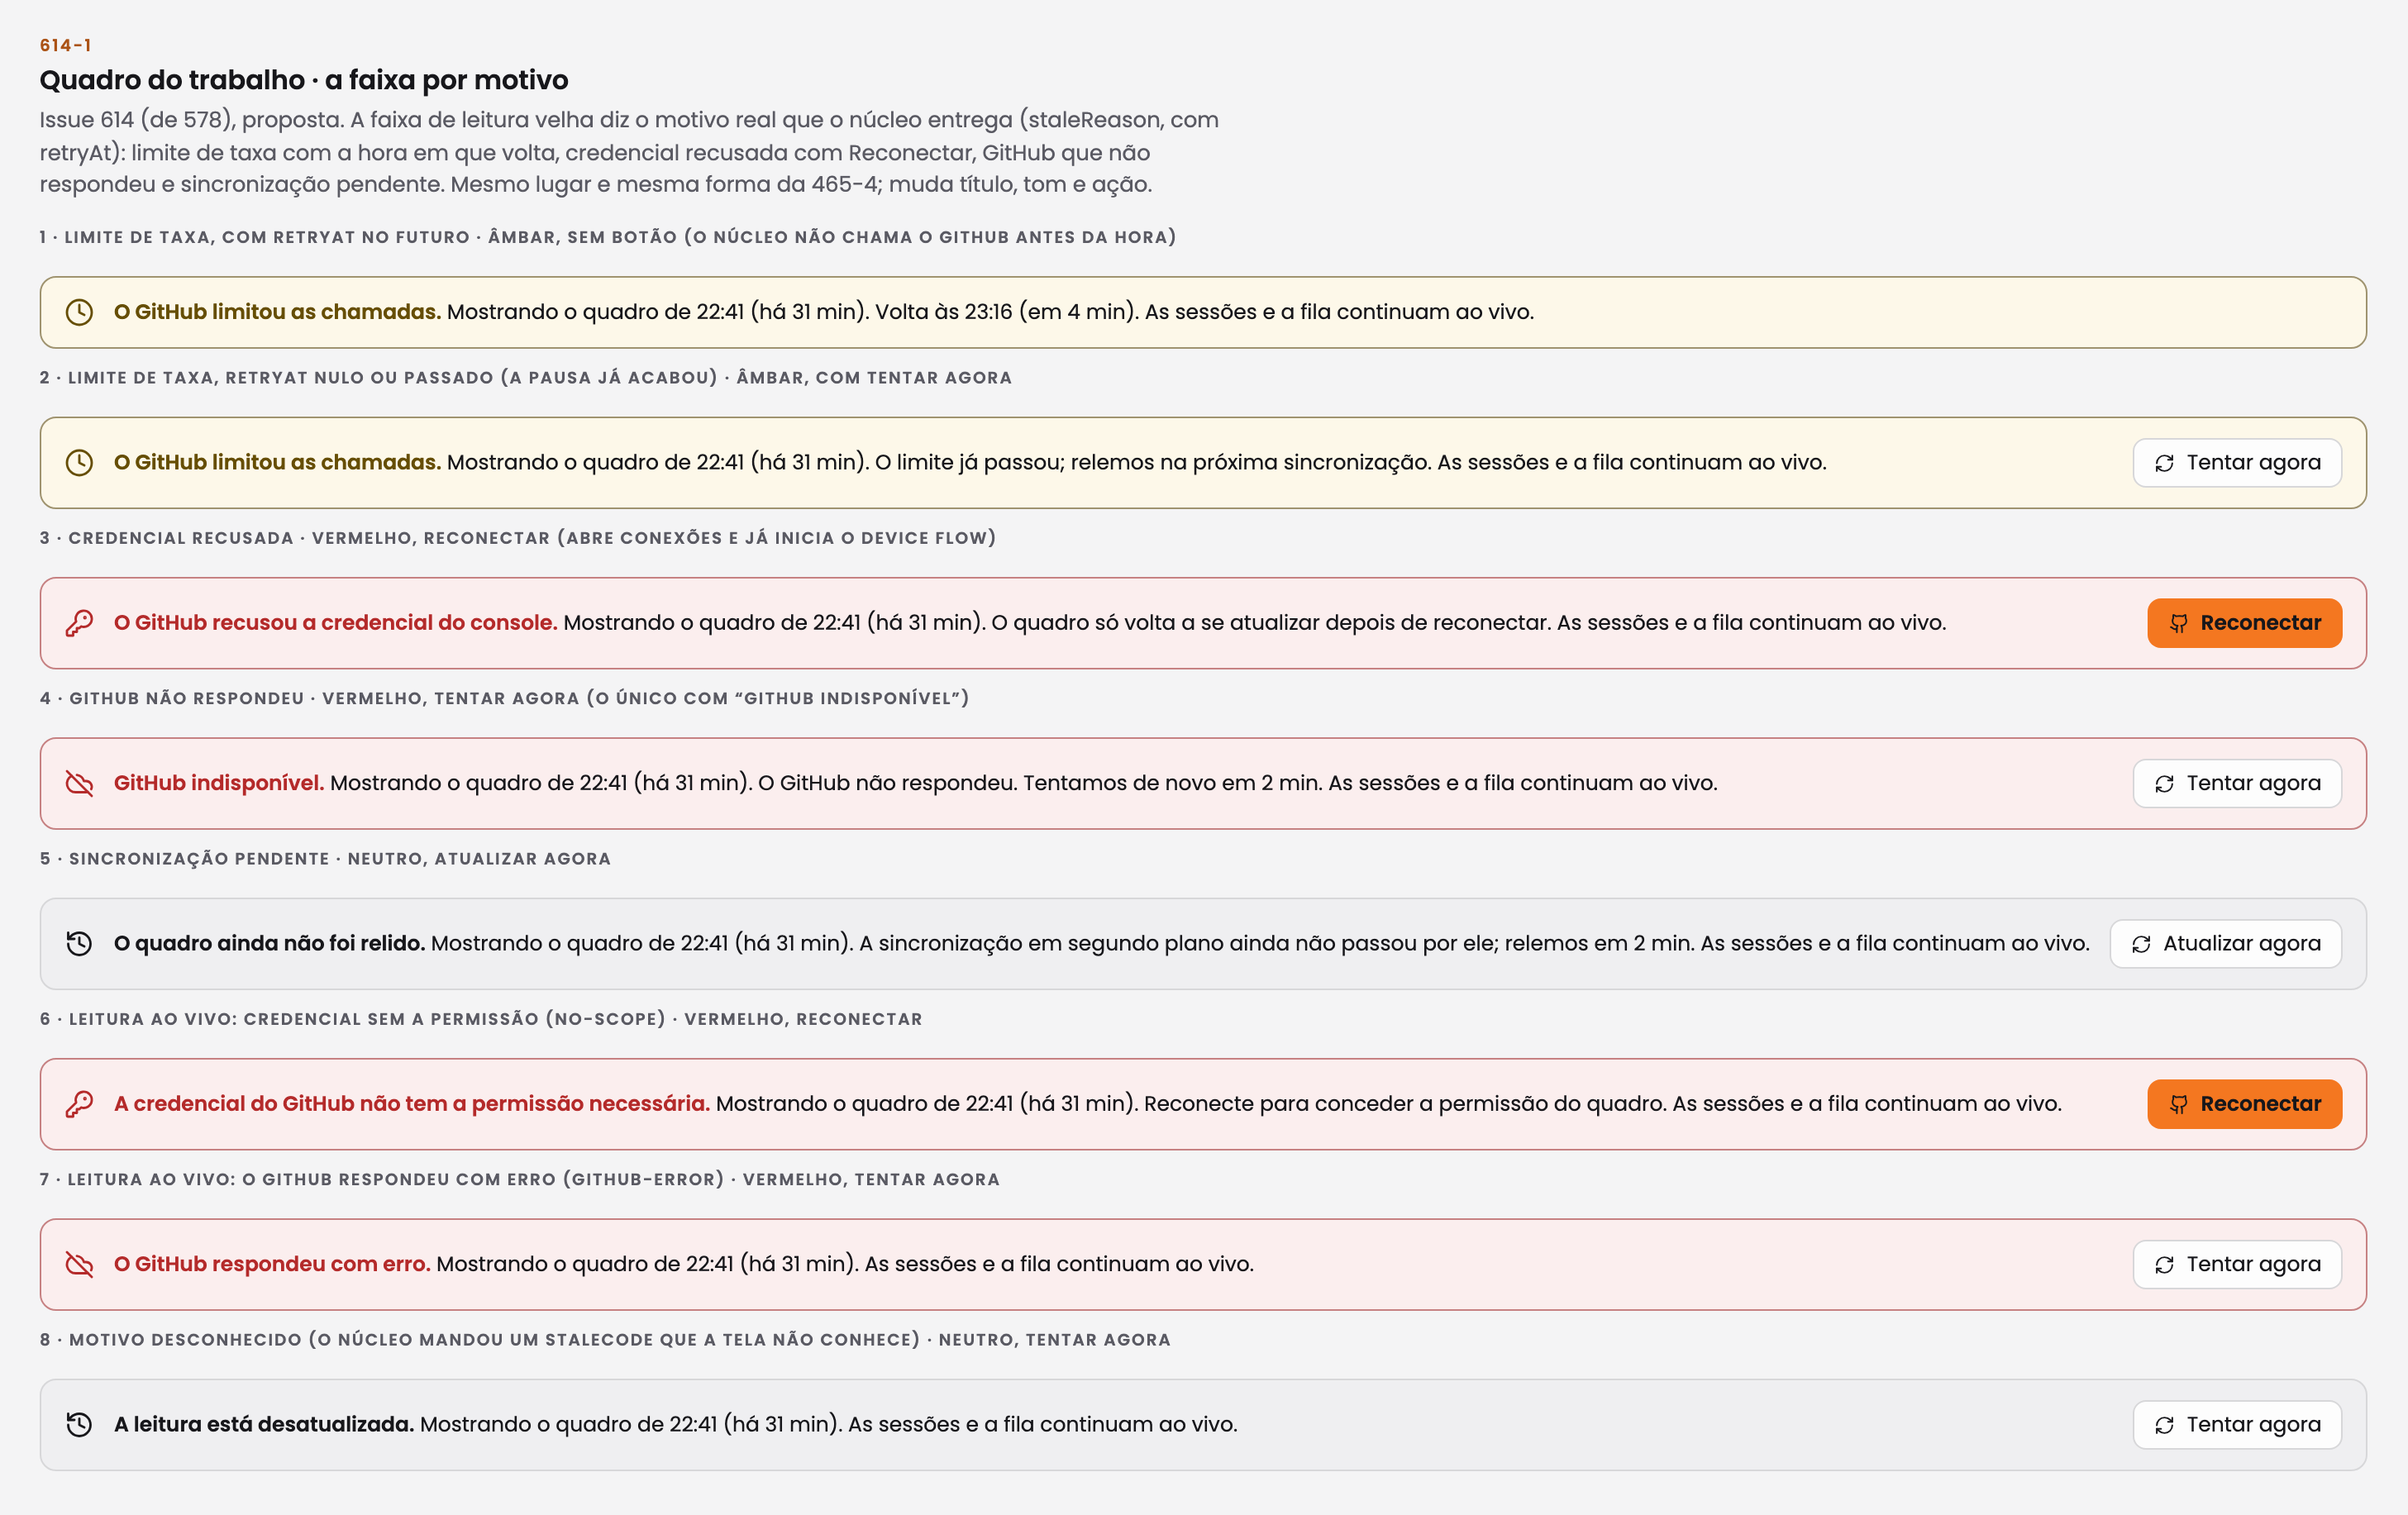 614-1
Quadro do trabalho · a faixa por motivo
Issue 614 (de 578), proposta. A faixa de leitura velha diz o motivo real que o núcleo entrega (staleReason, com
retryAt): limite de taxa com a hora em que volta, credencial recusada com Reconectar, GitHub que não
respondeu e sincronização pendente. Mesmo lugar e mesma forma da 465-4; muda título, tom e ação.
1 · LIMITE DE TAXA, COM RETRYAT NO FUTURO · ÂMBAR, SEM BOTÃO (O NÚCLEO NÃO CHAMA O GITHUB ANTES DA HORA)
O GitHub limitou as chamadas. Mostrando o quadro de 22:41 (há 31 min). Volta às 23:16 (em 4 min). As sessões e a fila continuam ao vivo.
2 · LIMITE DE TAXA, RETRYAT NULO OU PASSADO (A PAUSA JÁ ACABOU) · ÂMBAR, COM TENTAR AGORA
O GitHub limitou as chamadas. Mostrando o quadro de 22:41 (há 31 min). O limite já passou; relemos na próxima sincronização. As sessões e a fila continuam ao vivo. Tentar agora
3 · CREDENCIAL RECUSADA · VERMELHO, RECONECTAR (ABRE CONEXÕES E JÁ INICIA O DEVICE FLOW)
O GitHub recusou a credencial do console. Mostrando o quadro de 22:41 (há 31 min). O quadro só volta a se atualizar depois de reconectar. As sessões e a fila continuam ao vivo. Reconectar
4 · GITHUB NÃO RESPONDEU · VERMELHO, TENTAR AGORA (O ÚNICO COM “GITHUB INDISPONÍVEL”)
GitHub indisponível. Mostrando o quadro de 22:41 (há 31 min). O GitHub não respondeu. Tentamos de novo em 2 min. As sessões e a fila continuam ao vivo. Tentar agora
5 · SINCRONIZAÇÃO PENDENTE · NEUTRO, ATUALIZAR AGORA
O quadro ainda não foi relido. Mostrando o quadro de 22:41 (há 31 min). A sincronização em segundo plano ainda não passou por ele; relemos em 2 min. As sessões e a fila continuam ao vivo. Atualizar agora
6 · LEITURA AO VIVO: CREDENCIAL SEM A PERMISSÃO (NO-SCOPE) · VERMELHO, RECONECTAR
A credencial do GitHub não tem a permissão necessária. Mostrando o quadro de 22:41 (há 31 min). Reconecte para conceder a permissão do quadro. As sessões e a fila continuam ao vivo. Reconectar
7 · LEITURA AO VIVO: O GITHUB RESPONDEU COM ERRO (GITHUB-ERROR) · VERMELHO, TENTAR AGORA
O GitHub respondeu com erro. Mostrando o quadro de 22:41 (há 31 min). As sessões e a fila continuam ao vivo. Tentar agora
8 · MOTIVO DESCONHECIDO (O NÚCLEO MANDOU UM STALECODE QUE A TELA NÃO CONHECE) · NEUTRO, TENTAR AGORA
A leitura está desatualizada. Mostrando o quadro de 22:41 (há 31 min). As sessões e a fila continuam ao vivo. Tentar agora